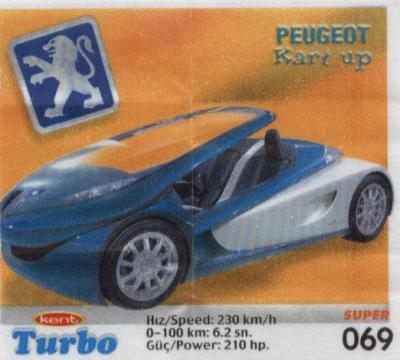 PEUGEOT
Kart up
kent
Turbo
Hız/Speed: 230 km/h
0-100 km: 6.2 sn.
Güç/Power: 210 hp.
SUPER
069